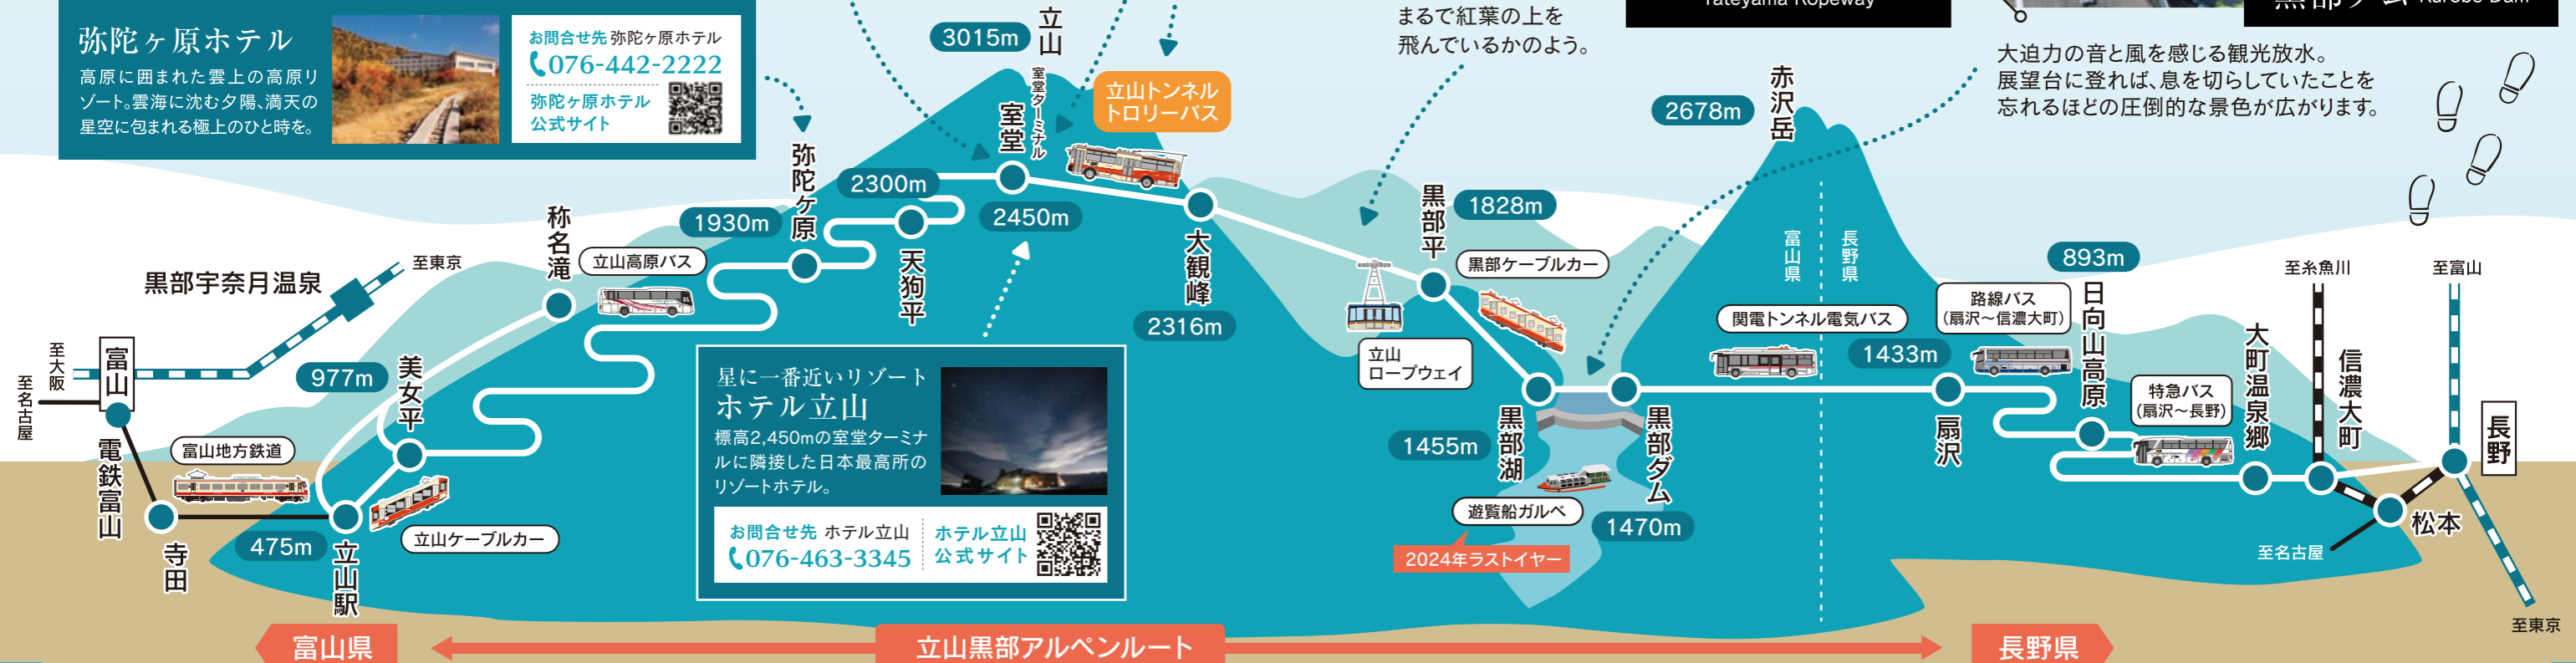 弥陀ヶ原ホテル
高原に囲まれた雲上の高原リ
ゾート。雲海に沈む夕陽、満天の
星空に包まれる極上のひと時を。
お問合せ先 弥陀ヶ原ホテル
076-442-2222
弥陀ヶ原ホテル
公式サイト
3015m
立山
室堂ターミナル
室堂
立山トンネル
トロリーバス
まるで紅葉の上を
飛んでいるかのよう。
Tateyama Ropeway
黒部ダム Kurobe Dam
大迫力の音と風を感じる観光放水。
展望台に登れば、息を切らしていたことを
忘れるほどの圧倒的な景色が広がります。
2678m
赤沢岳
富山県
長野県
黒部宇奈月温泉
至東京
至大阪
至名古屋
富山
電鉄富山
富山地方鉄道
寺田
475m
立山駅
立山ケーブルカー
977m
美女平
称名滝
立山高原バス
1930m
弥陀ヶ原
2300m
天狗平
2450m
星に一番近いリゾート
ホテル立山
標高2,450mの室堂ターミナ
ルに隣接した日本最高所の
リゾートホテル。
お問合せ先 ホテル立山
076-463-3345
ホテル立山
公式サイト
大観峰
2316m
立山
ロープウェイ
黒部平
1828m
黒部ケーブルカー
1455m
黒部湖
遊覧船ガルベ
2024年ラストイヤー
黒部ダム
1470m
関電トンネル電気バス
1433m
扇沢
路線バス
(扇沢～信濃大町)
893m
日向山高原
特急バス
(扇沢～長野)
大町温泉郷
至糸魚川
信濃大町
至富山
長野
松本
至名古屋
至東京
富山県
立山黒部アルペンルート
長野県